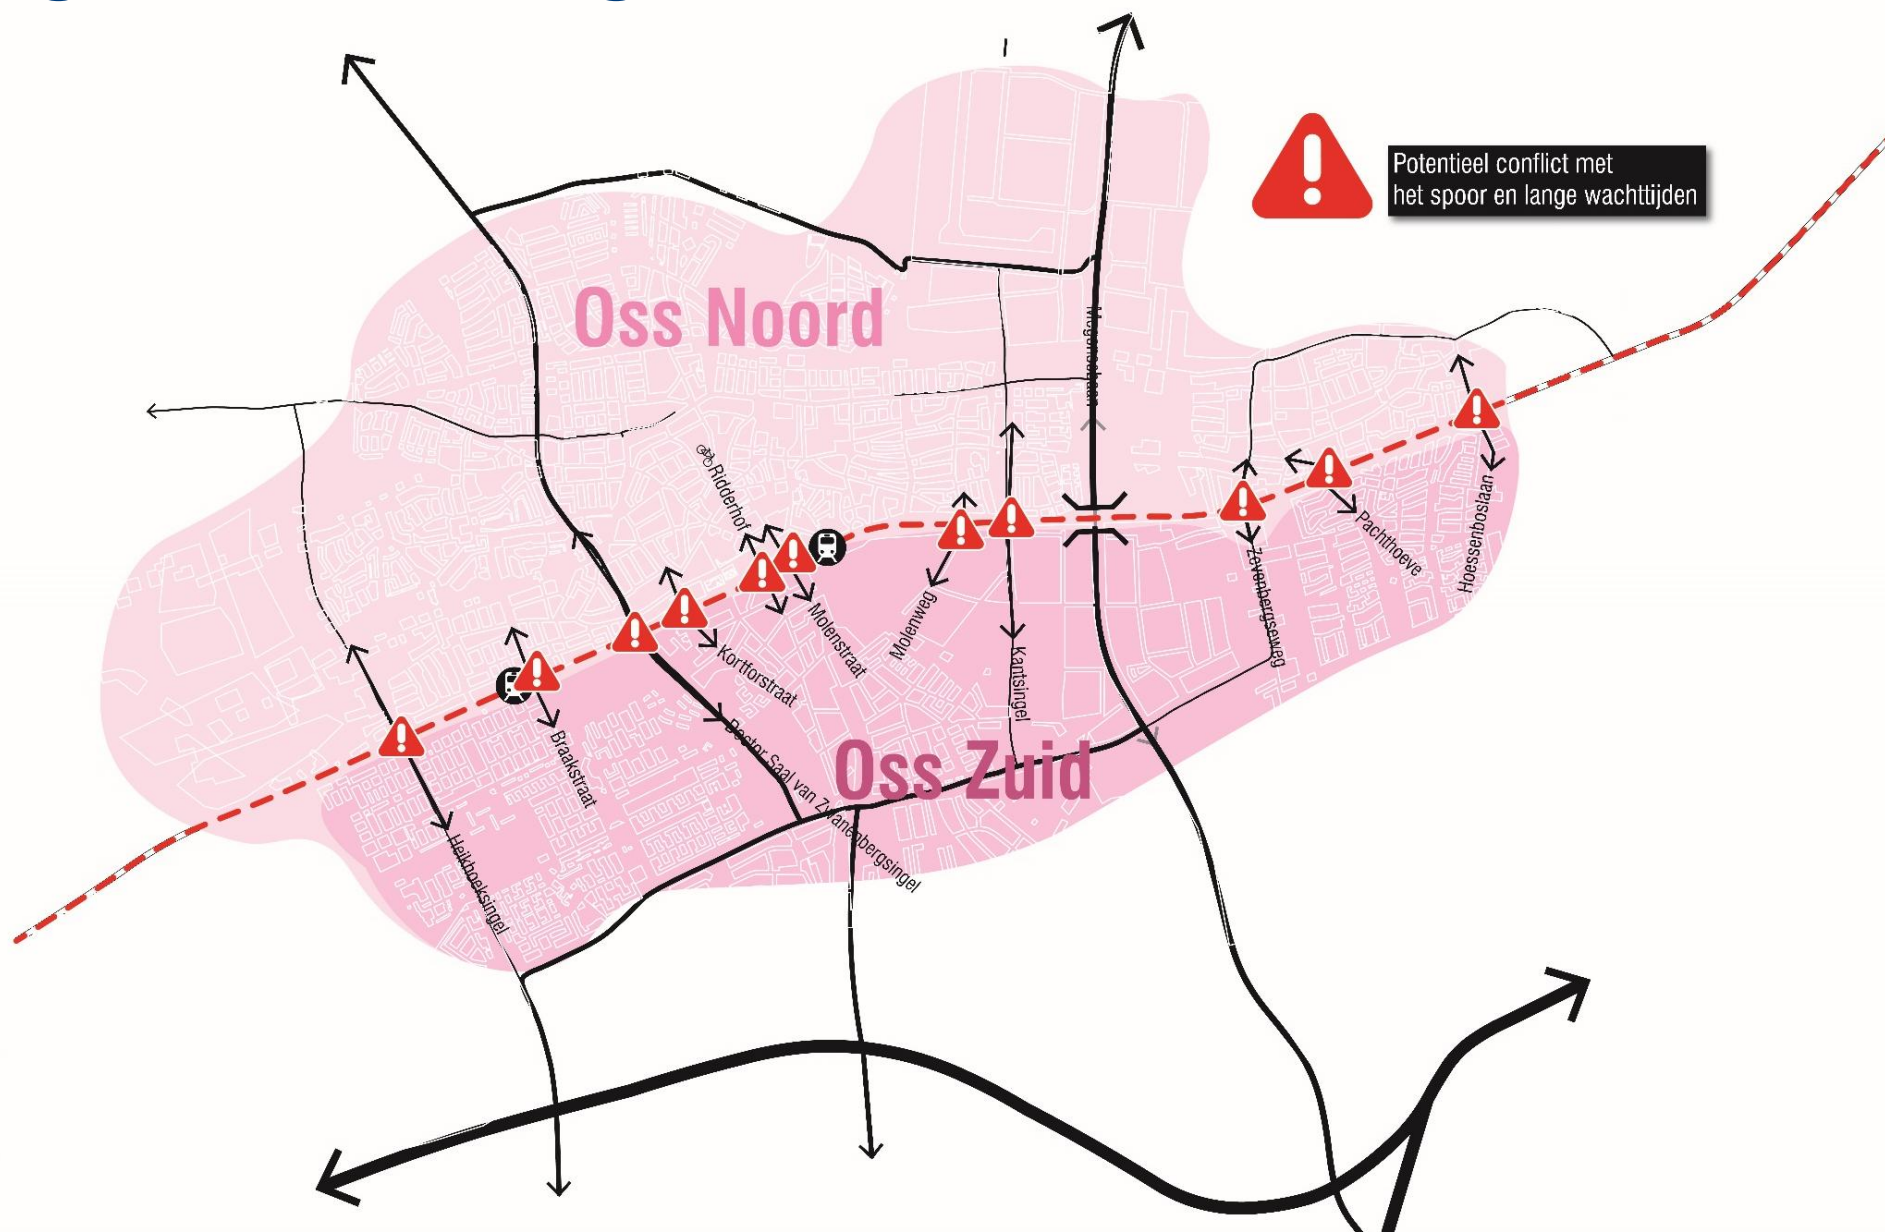 Potentieel conflict met
het spoor en lange wachttijden
Oss Noord
Ridderhof
Molenstraat
Molenweg
Kantsingel
Zevenbergseweg
Pachthoeve
Hoessenboslaan
Kortforstraat
Braakstraat
Doctor Saal van Zwanenbergsingel
Oss Zuid
Heikhoeksingel